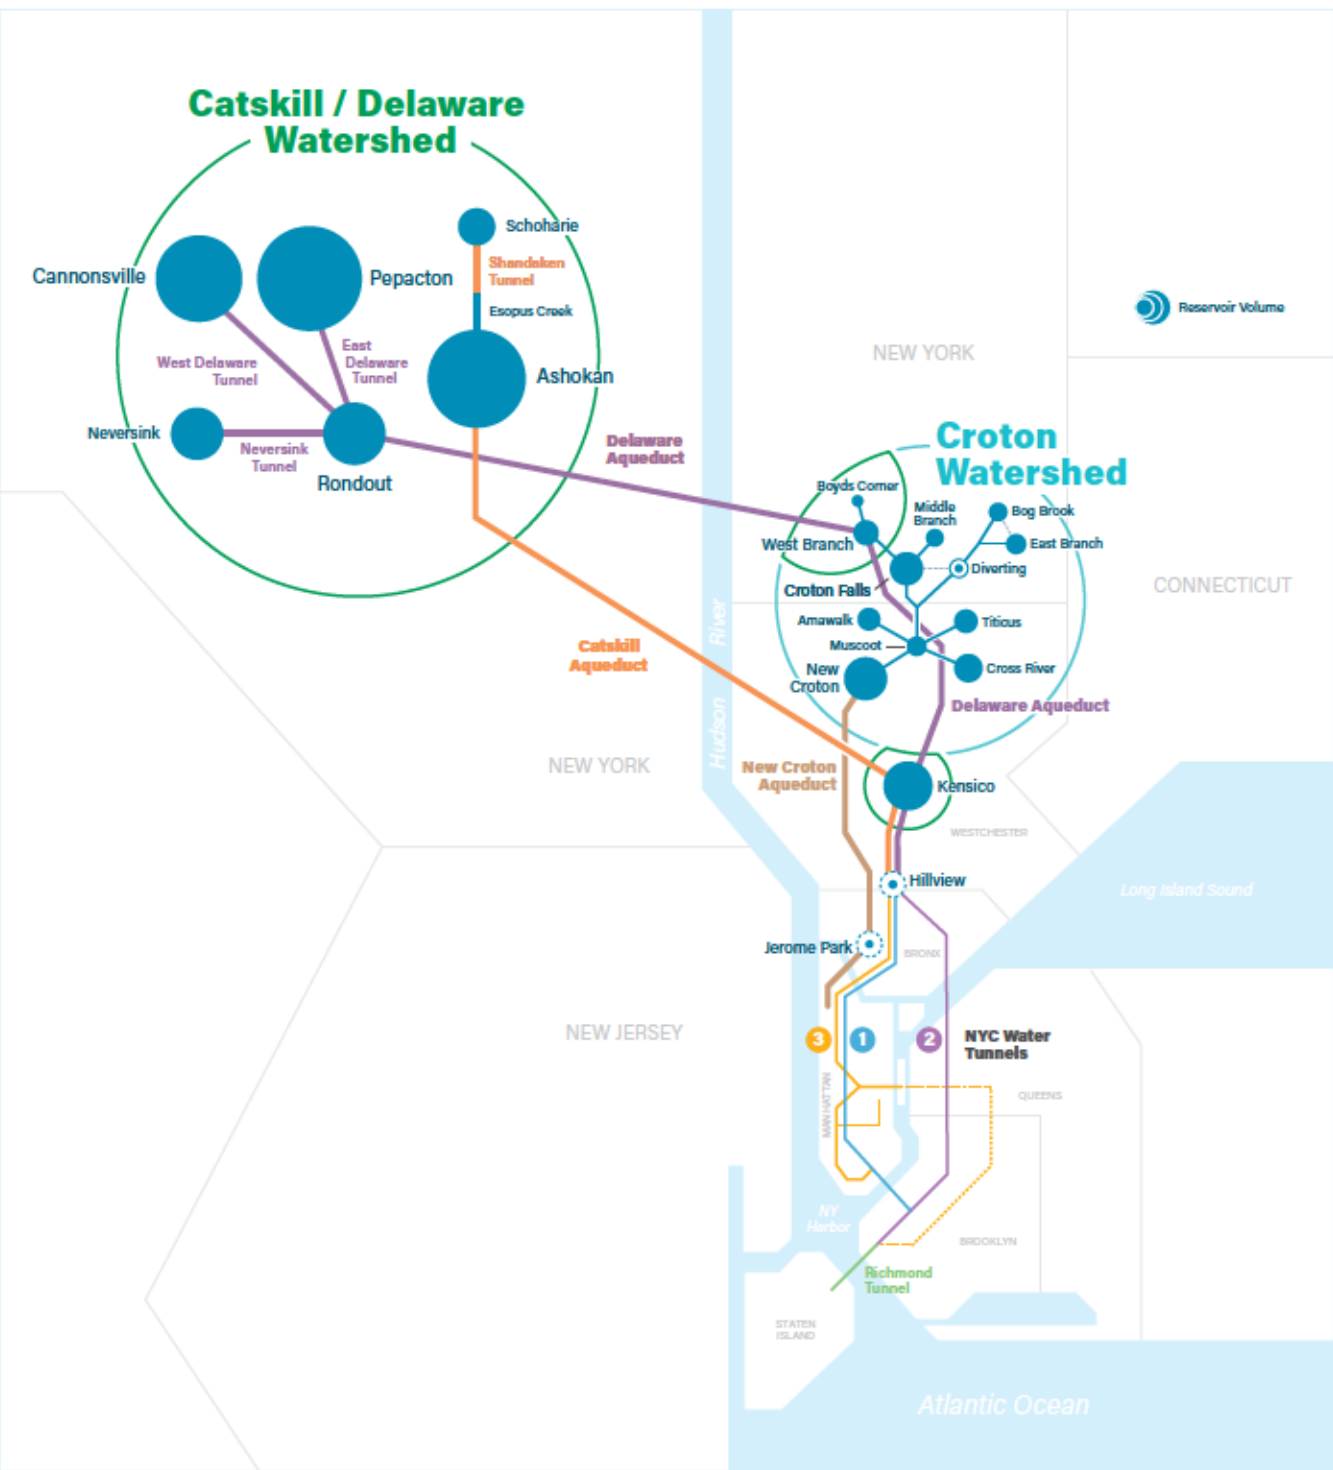 Catskill / Delaware
Watershed
Schoharie
Cannonsville
Pepacton
Shandaken
Tunnel
Esopus Creek
Reservoir Volume
East
Delaware
Tunnel
West Delaware
Tunnel
NEW YORK
Ashokan
Neversink
Neversink
Tunnel
Rondout
Delaware
Aqueduct
Croton
Watershed
Boyds Corner
Middle
Branch
Bog Brook
West Branch
East Branch
Diverting
Croton Falls
CONNECTICUT
Amawalk
Titicus
Muscoot
New
Croton
Cross River
Catskill
Aqueduct
Hudson River
Delaware Aqueduct
NEW YORK
New Croton
Aqueduct
Kensico
WESTCHESTER
Hillview
Long Island Sound
Jerome Park
BRONX
NEW JERSEY
3
1
2
NYC Water
Tunnels
MANHATTAN
QUEENS
NY
Harbor
BROOKLYN
Richmond
Tunnel
STATEN
ISLAND
Atlantic Ocean